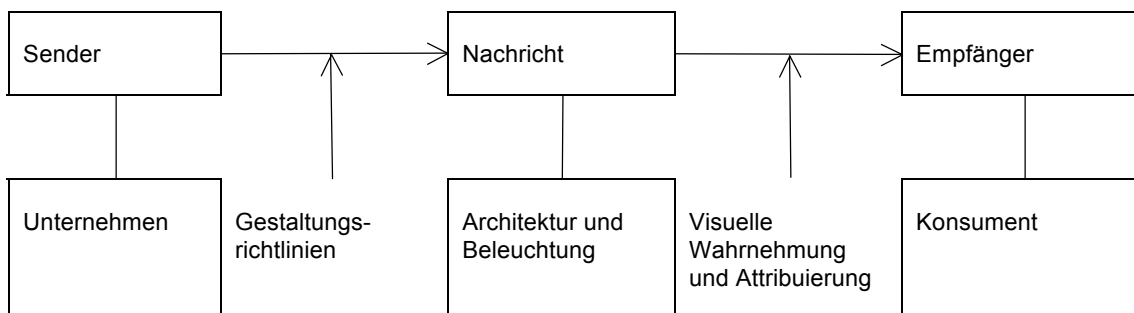 Sender
Nachricht
Empfänger
Unternehmen
Gestaltungs-
richtlinien
Architektur und
Beleuchtung
Visuelle
Wahrnehmung
und Attribuierung
Konsument